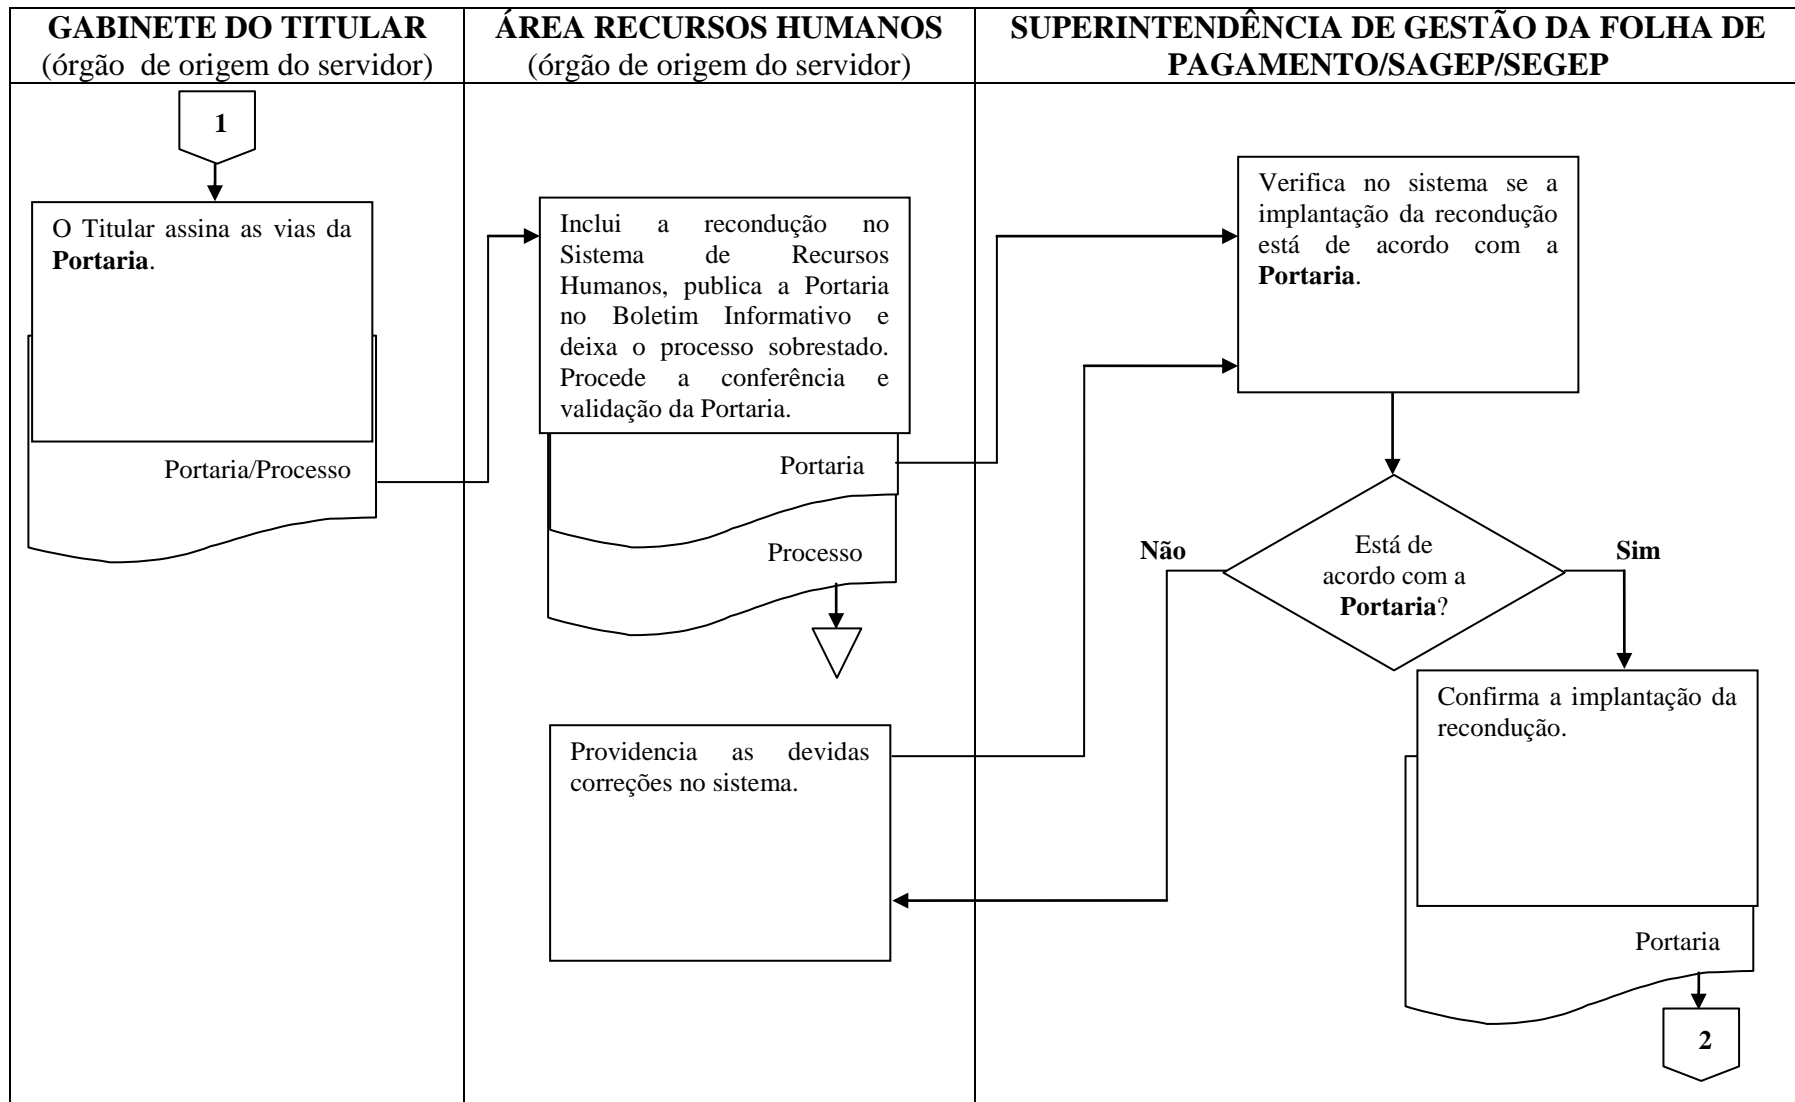 GABINETE DO TITULAR
(órgão de origem do servidor)
ÁREA RECURSOS HUMANOS
(órgão de origem do servidor)
SUPERINTENDÊNCIA DE GESTÃO DA FOLHA DE
PAGAMENTO/SAGEP/SEGEP
1
O Titular assina as vias da
Portaria.
Portaria/Processo
Inclui a recondução no
Sistema de Recursos
Humanos, publica a Portaria
no Boletim Informativo e
deixa o processo sobrestado.
Procede a conferência e
validação da Portaria.
Portaria
Processo
Providencia as devidas
correções no sistema.
Verifica no sistema se a
implantação da recondução
está de acordo com a
Portaria.
Não
Está de
acordo com a
Portaria?
Sim
Confirma a implantação da
recondução.
Portaria
2